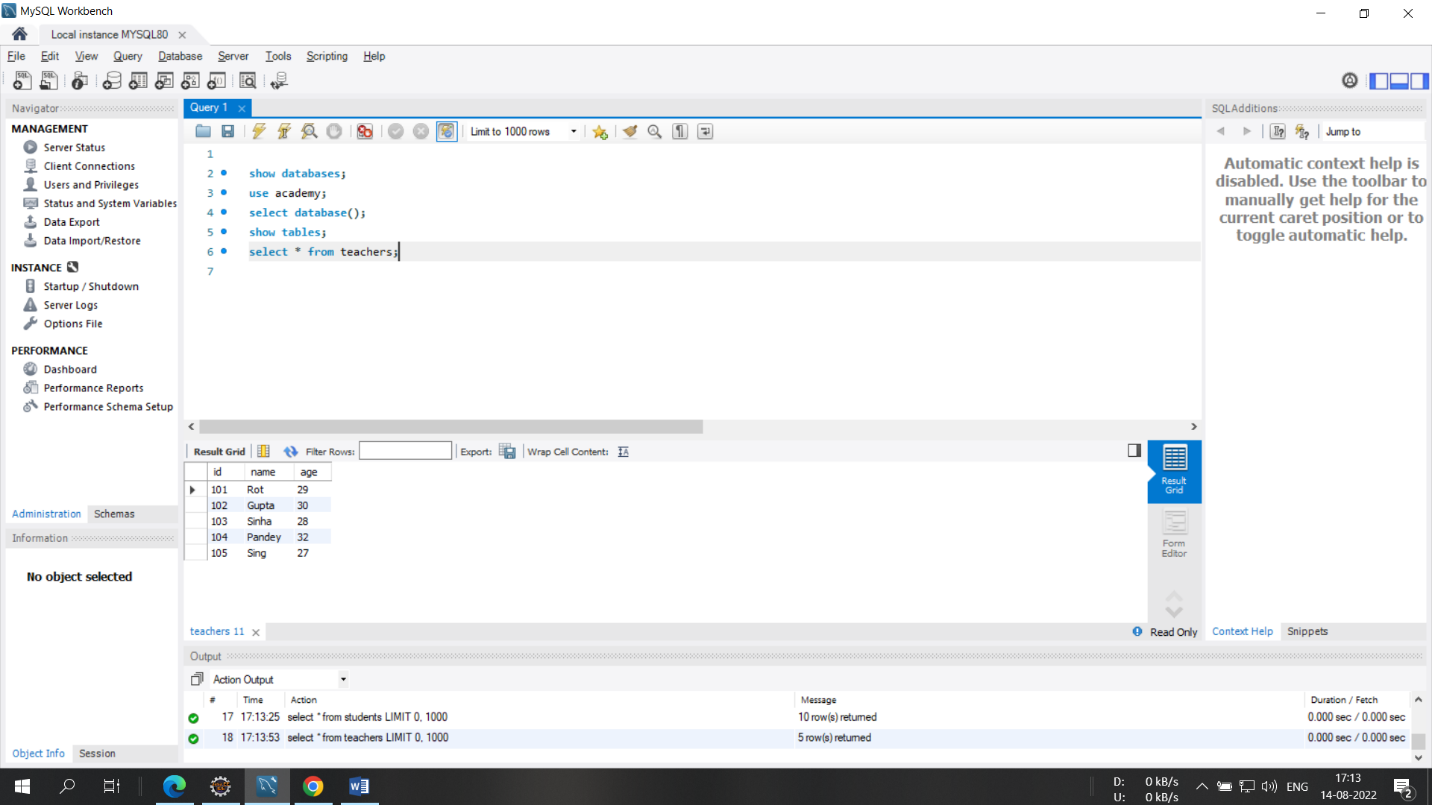 MySQL Workbench
Local instance MYSQL80
File Edit View Query Database Server Tools Scripting Help
Navigator
MANAGEMENT
Server Status
Client Connections
Users and Privileges
Status and System Variables
Data Export
Data Import/Restore
INSTANCE
Startup / Shutdown
Server Logs
Options File
PERFORMANCE
Dashboard
Performance Reports
Performance Schema Setup
Administration Schemas
Information
No object selected
Object Info Session
Query 1
Limit to 1000 rows
1
2 show databases;
3 use academy;
4 select database();
5 show tables;
6 select * from teachers;
7
Result Grid Filter Rows: Export: Wrap Cell Content:
id name age
101 Rot 29
102 Gupta 30
103 Sinha 28
104 Pandey 32
105 Sing 27
Result
Grid
Form
Editor
teachers 11
Read Only
SQLAdditions
Jump to
Automatic context help is
disabled. Use the toolbar to
manually get help for the
current caret position or to
toggle automatic help.
Context Help Snippets
Output
Action Output
# Time Action Message Duration / Fetch
17 17:13:25 select * from students LIMIT 0, 1000 10 row(s) returned 0.000 sec / 0.000 sec
18 17:13:53 select * from teachers LIMIT 0, 1000 5 row(s) returned 0.000 sec / 0.000 sec
D: 0 kB/s
U: 0 kB/s
ENG
17:13
14-08-2022
2